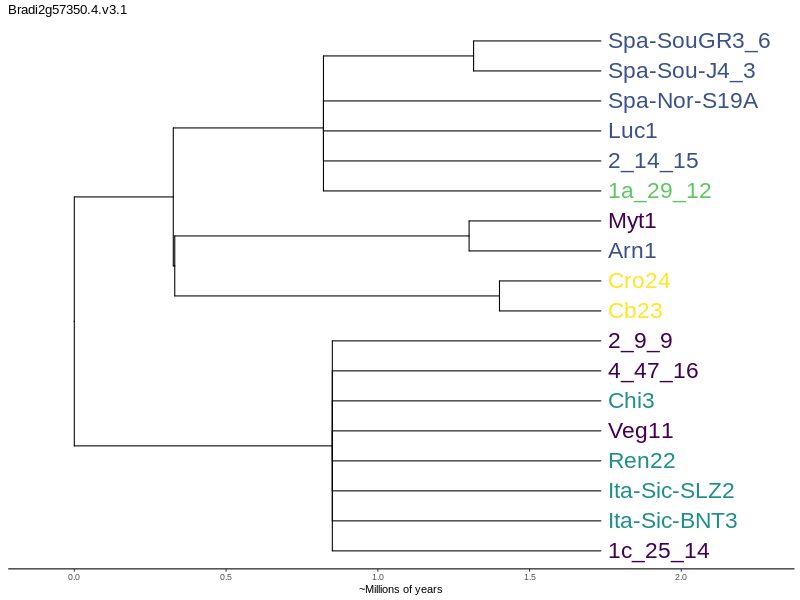 Bradi2g57350.4.v3.1
Spa-SouGR3_6
Spa-Sou-J4_3
Spa-Nor-S19A
Luc1
2_14_15
1a_29_12
Myt1
Arn1
Cro24
Cb23
2_9_9
4_47_16
Chi3
Veg11
Ren22
Ita-Sic-SLZ2
Ita-Sic-BNT3
1c_25_14
0.0 0.5 1.0 1.5 2.0
~Millions of years